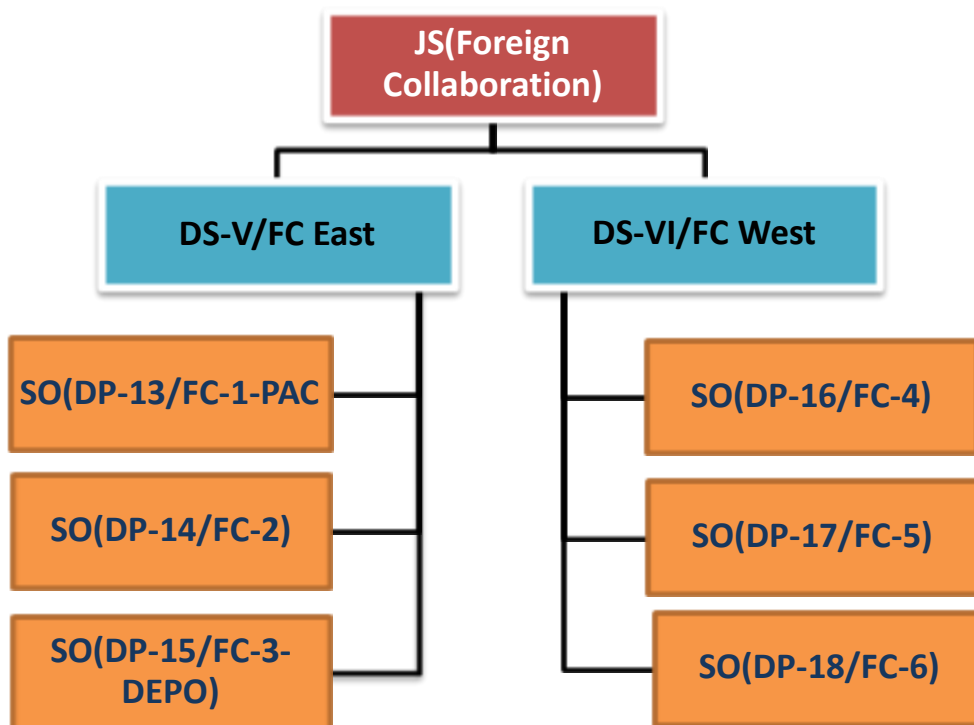 JS(Foreign
Collaboration)
DS-V/FC East
DS-VI/FC West
SO(DP-13/FC-1-PAC
SO(DP-14/FC-2)
SO(DP-15/FC-3-
DEPO)
SO(DP-16/FC-4)
SO(DP-17/FC-5)
SO(DP-18/FC-6)